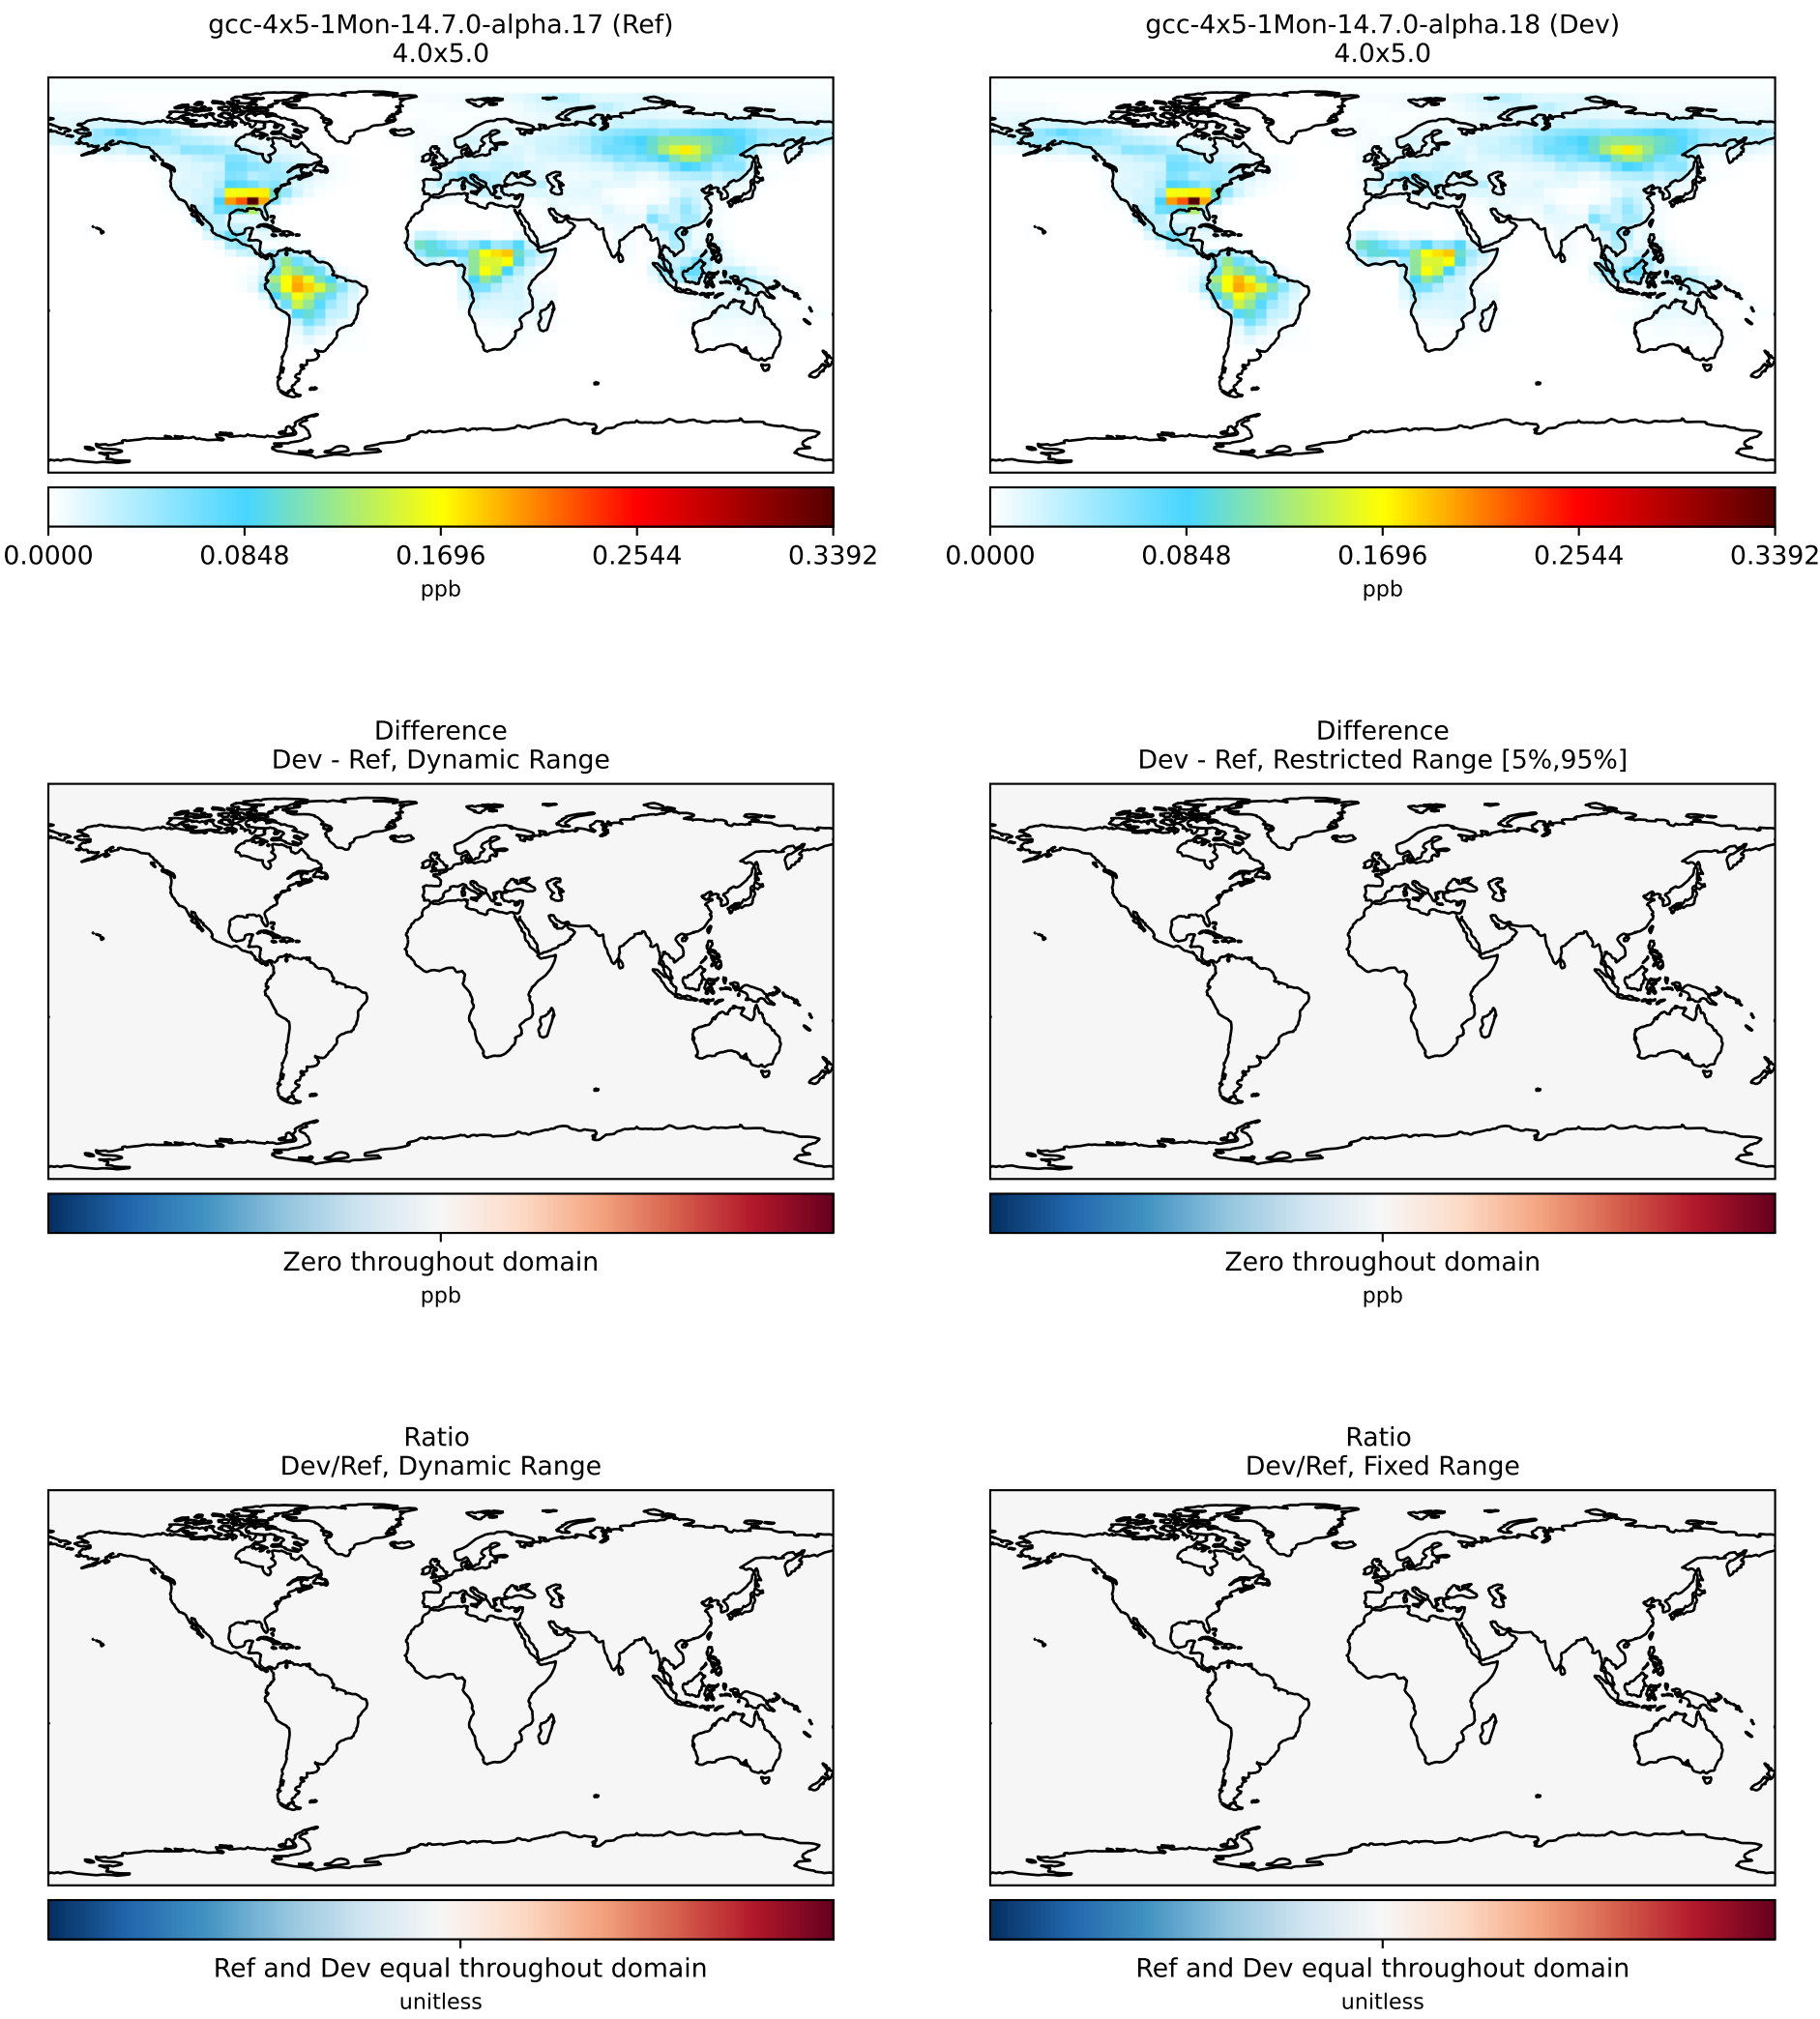 gcc-4x5-1Mon-14.7.0-alpha.17 (Ref)
4.0x5.0
gcc-4x5-1Mon-14.7.0-alpha.18 (Dev)
4.0x5.0
0.0000 0.0848 0.1696 0.2544 0.3392
ppb
0.0000 0.0848 0.1696 0.2544 0.3392
ppb
Difference
Dev - Ref, Dynamic Range
Difference
Dev - Ref, Restricted Range [5%,95%]
Zero throughout domain
ppb
Zero throughout domain
ppb
Ratio
Dev/Ref, Dynamic Range
Ratio
Dev/Ref, Fixed Range
Ref and Dev equal throughout domain
unitless
Ref and Dev equal throughout domain
unitless